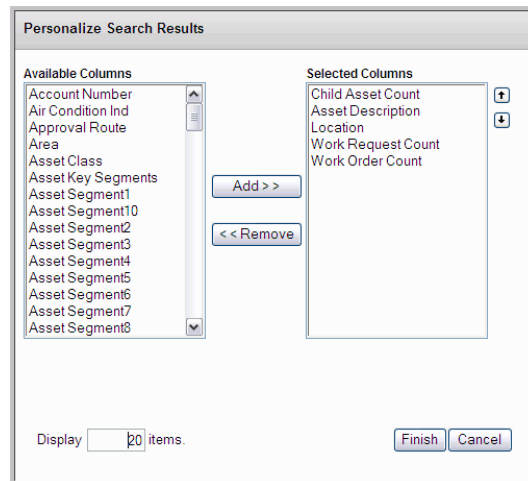 Personalize Search Results
Available Columns
Account Number
Air Condition Ind
Approval Route
Area
Asset Class
Asset Key Segments
Asset Segment1
Asset Segment10
Asset Segment2
Asset Segment3
Asset Segment4
Asset Segment5
Asset Segment6
Asset Segment7
Asset Segment8
Add >>
<< Remove
Selected Columns
Child Asset Count
Asset Description
Location
Work Request Count
Work Order Count
Display 20 items.
Finish Cancel